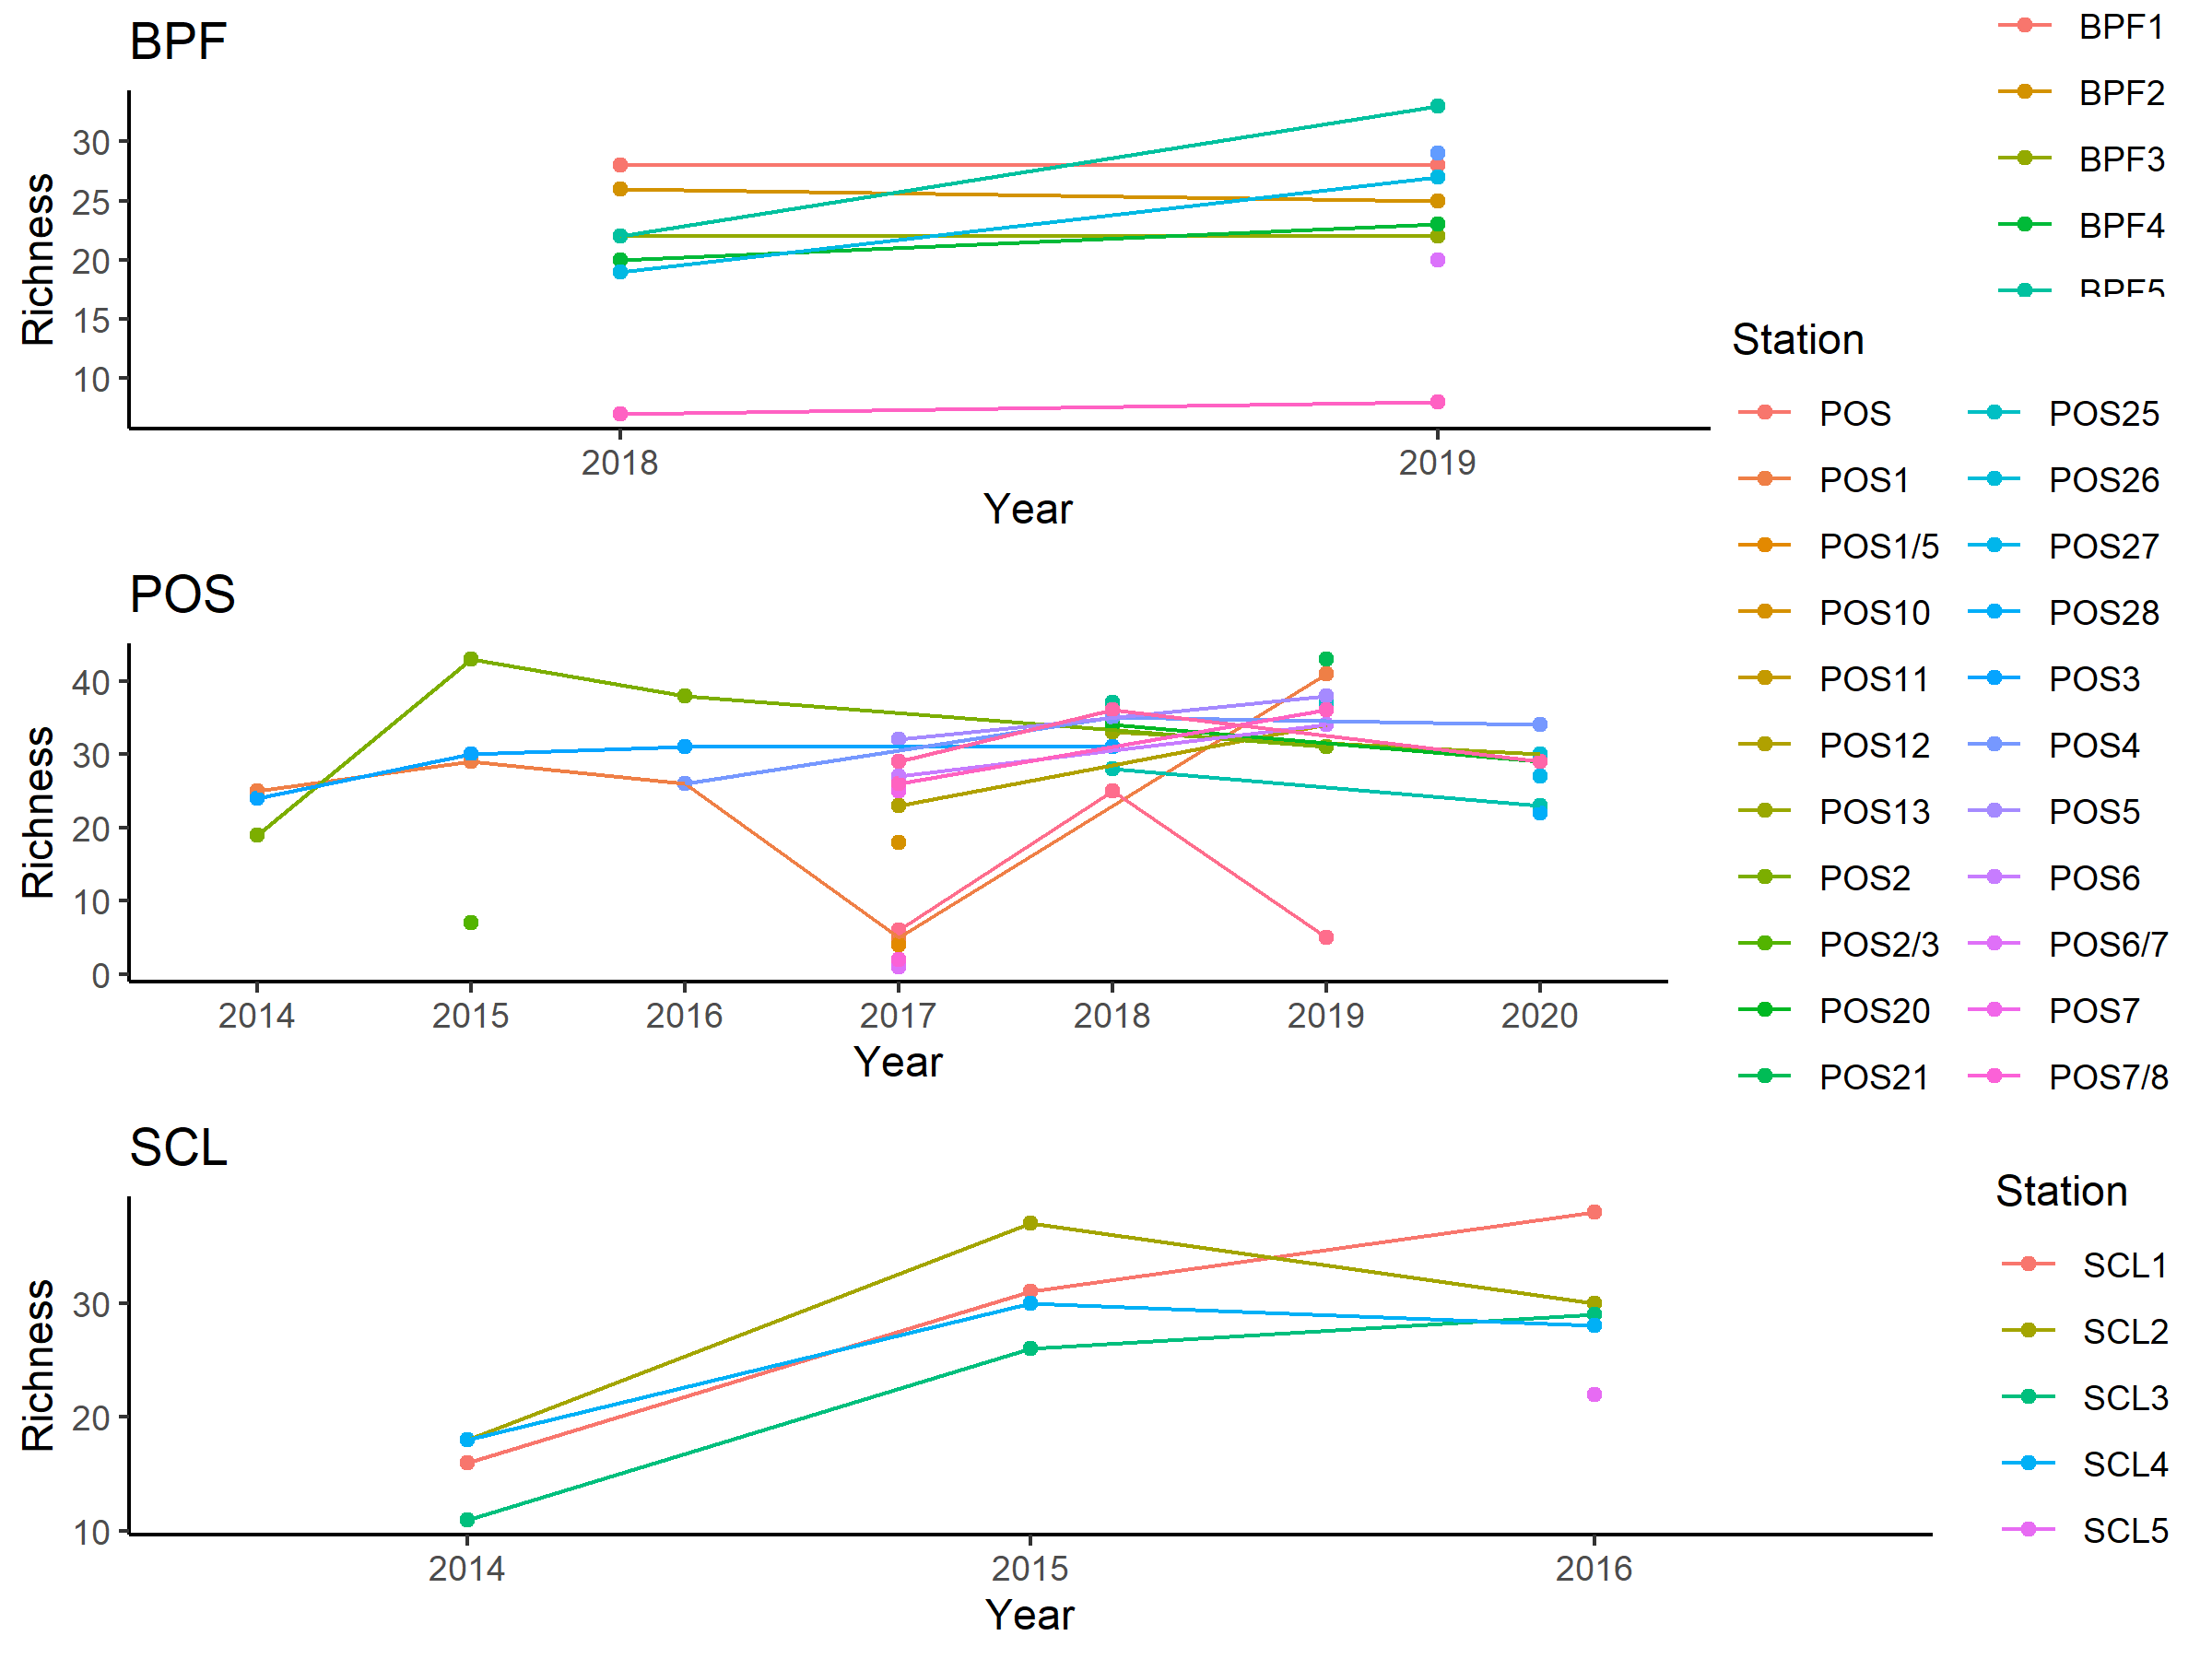 BPF
30
25
20
15
10
Richness
2018
2019
Year
BPF1
BPF2
BPF3
BPF4
BPF5
POS
40
30
20
10
0
Richness
2014
2015
2016
2017
2018
2019
2020
Year
Station
POS
POS1
POS1/5
POS10
POS11
POS12
POS13
POS2
POS2/3
POS20
POS21
POS25
POS26
POS27
POS28
POS3
POS4
POS5
POS6
POS6/7
POS7
POS7/8
SCL
30
20
10
Richness
2014
2015
2016
Year
Station
SCL1
SCL2
SCL3
SCL4
SCL5